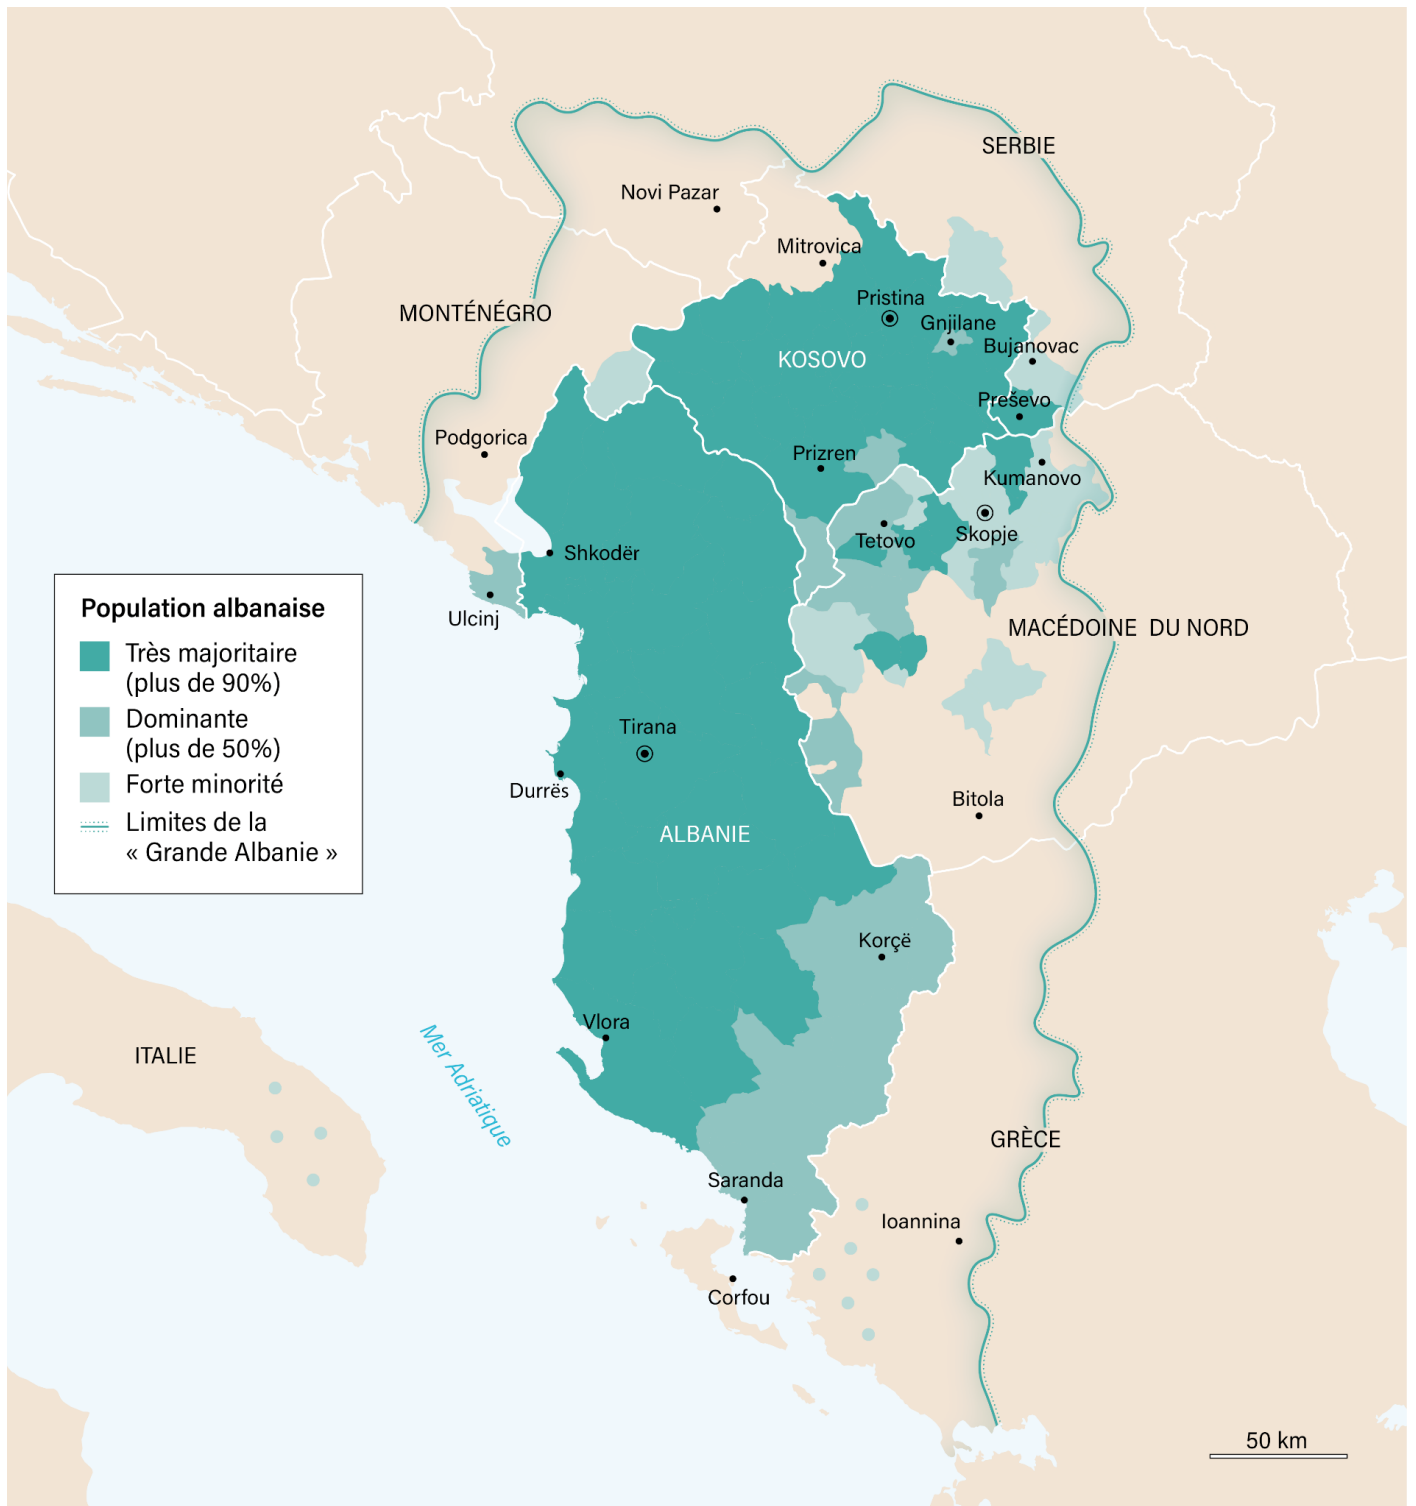 SERBIE
Novi Pazar
Mitrovica
Pristina
MONTÉNÉGRO
Gnjilane
Bujanovac
KOSOVO
Preševo
Podgorica
Prizren
Kumanovo
Skopje
Tetovo
Shkodër
Ulcinj
MACÉDOINE DU NORD
Population albanaise
Très majoritaire
(plus de 90%)
Dominante
(plus de 50%)
Forte minorité
Limites de la
« Grande Albanie »
Tirana
Durrës
Bitola
ALBANIE
Korçë
Vlora
Mer Adriatique
ITALIE
GRÈCE
Saranda
Ioannina
Corfou
50 km